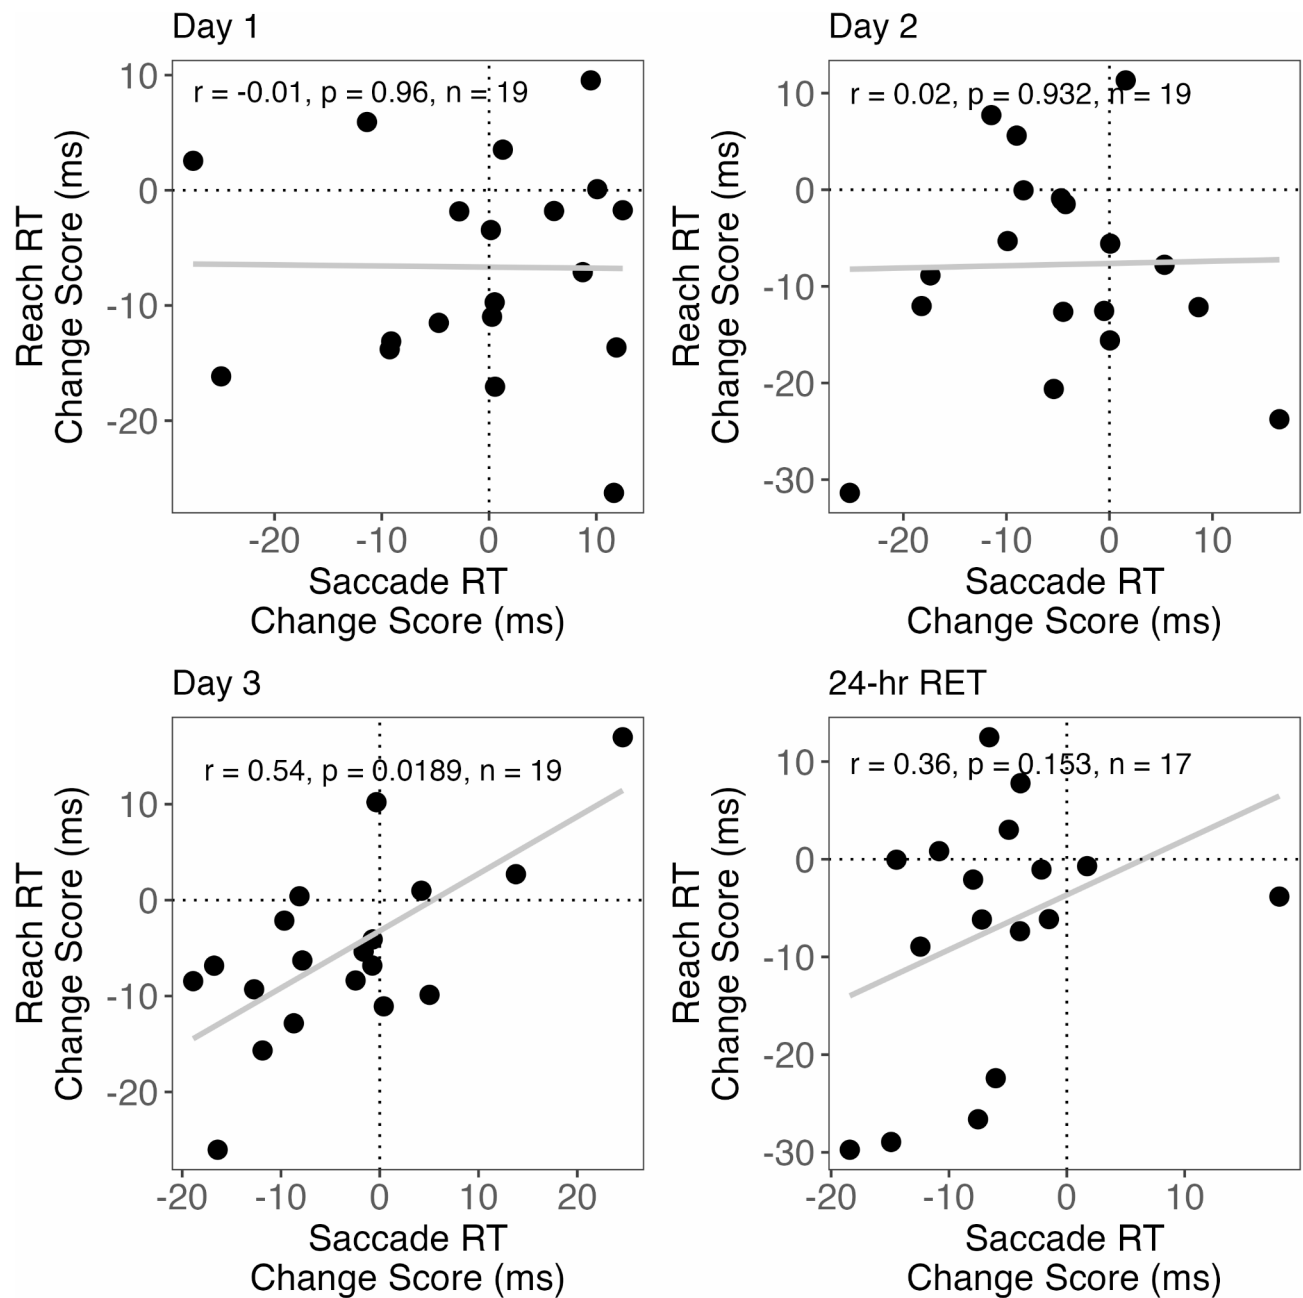 Day 1
r = -0.01, p = 0.96, n = 19
10
0
-10
-20
Reach RT
Change Score (ms)
-20 -10 0 10
Saccade RT
Change Score (ms)
Day 2
r = 0.02, p = 0.932, n = 19
10
0
-10
-20
-30
Reach RT
Change Score (ms)
-20 -10 0 10
Saccade RT
Change Score (ms)
Day 3
r = 0.54, p = 0.0189, n = 19
10
0
-10
-20
Reach RT
Change Score (ms)
-20 -10 0 10 20
Saccade RT
Change Score (ms)
24-hr RET
r = 0.36, p = 0.153, n = 17
10
0
-10
-20
-30
Reach RT
Change Score (ms)
-20 -10 0 10
Saccade RT
Change Score (ms)